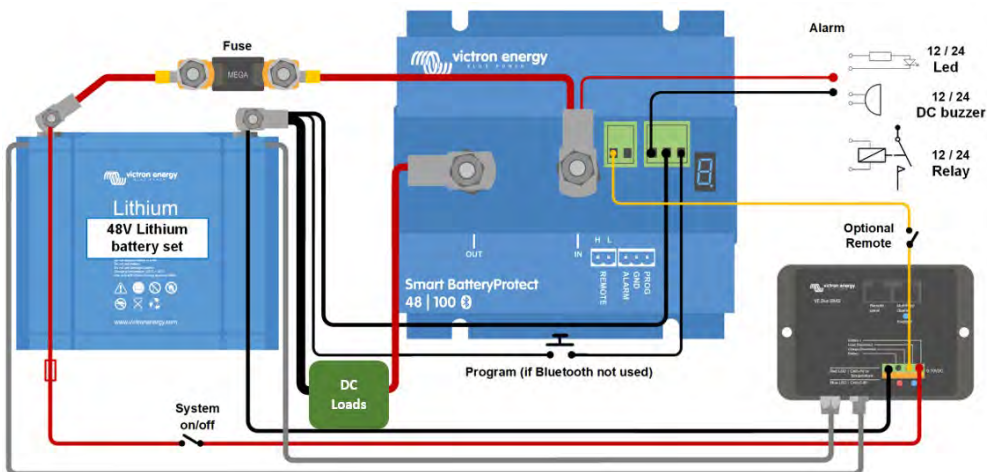 Fuse
MEGA
victron energy
BLUE POWER
Alarm
12 / 24
Led
12 / 24
DC buzzer
12 / 24
Relay
victron energy
Lithium
48V Lithium
battery set
www.victronenergy.com
OUT
IN
H L
REMOTE
ALARM
GND
PROG
Smart BatteryProtect
48 | 100
Optional
Remote
victron energy
Program (if Bluetooth not used)
DC
Loads
System
on/off